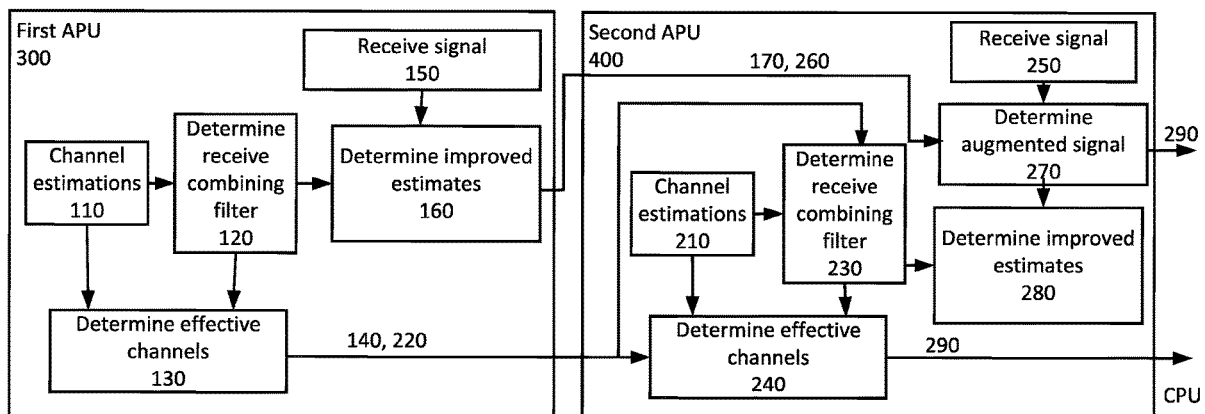 First APU
300
Receive signal
150
Channel
estimations
110
Determine
receive
combining
filter
120
Determine improved
estimates
160
Determine effective
channels
130
140, 220
Second APU
400
170, 260
Receive signal
250
Determine
augmented signal
270
290
Channel
estimations
210
Determine
receive
combining
filter
230
Determine improved
estimates
280
Determine effective
channels
240
290
CPU